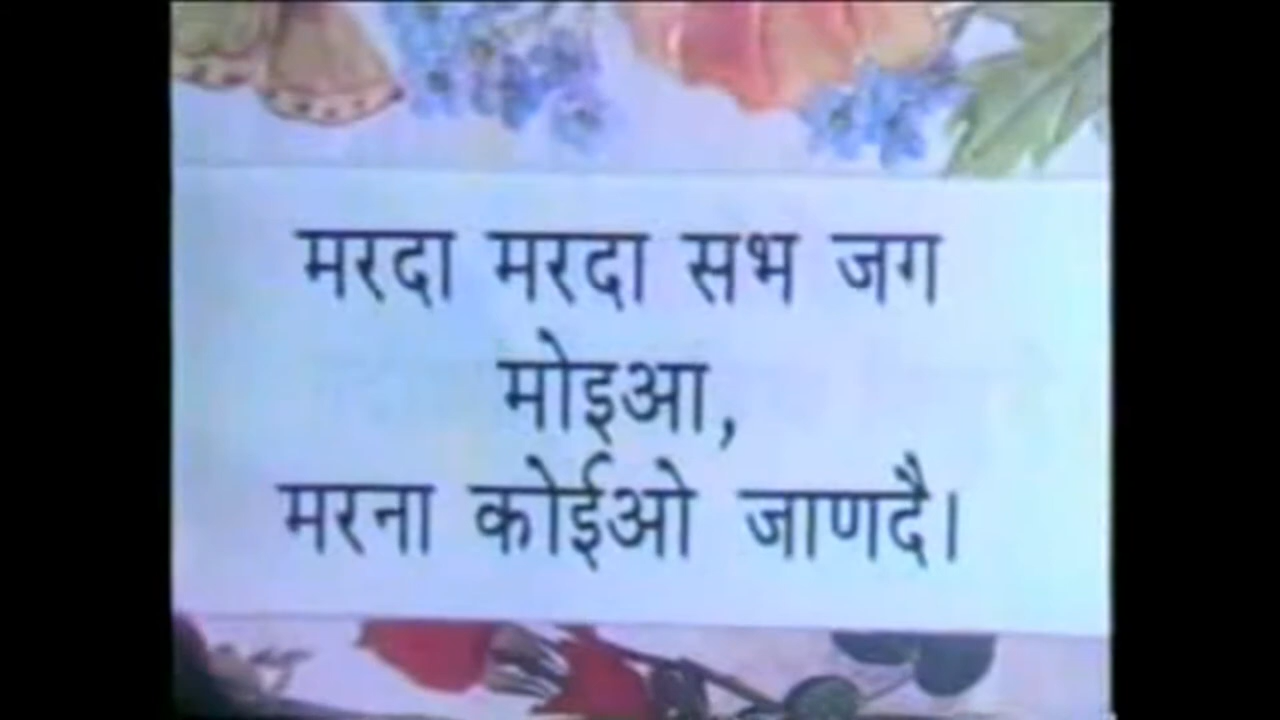 मरदा मरदा सभ जग
मोइआ,
मरना कोईओ जाणदै।